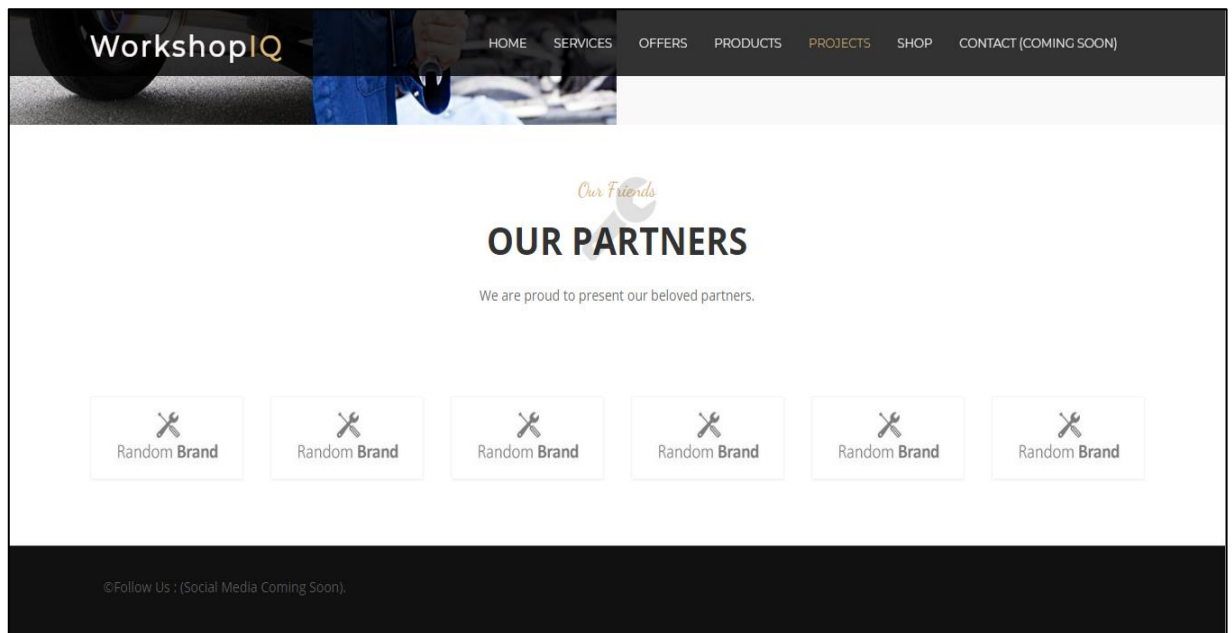 WorkshopIQ
HOME SERVICES OFFERS PRODUCTS PROJECTS SHOP CONTACT (COMING SOON)
Our Friends
OUR PARTNERS
We are proud to present our beloved partners.
Random Brand Random Brand Random Brand Random Brand Random Brand Random Brand
©Follow Us : (Social Media Coming Soon).